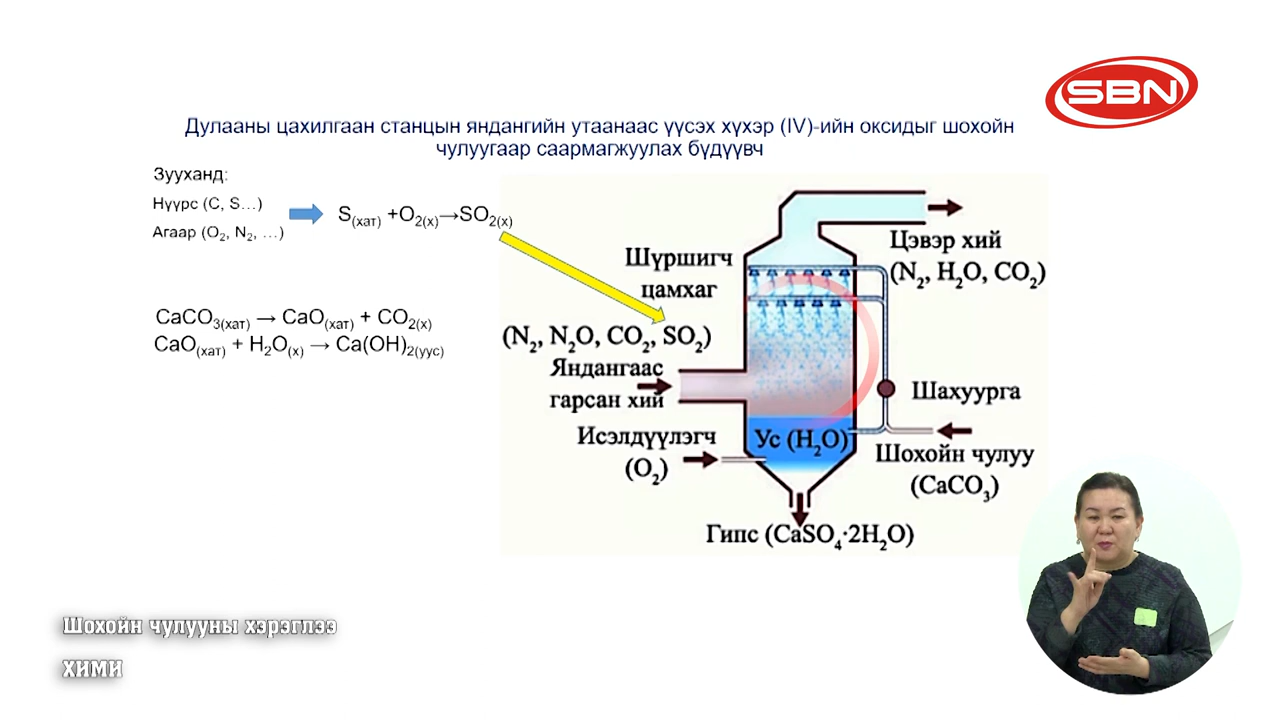 SBN
Дулааны цахилгаан станцын яндангийн утаанаас үүсэх хүхэр (IV)-ийн оксидыг шохойн
чулуугаар саармагжуулах бүдүүвч
Зууханд:
Нүүрс (C, S...)
Агаар (O₂, N₂, ...)
S(хат) +O₂(х)→SO₂(х)
CaCO₃(хат) → CaO(хат) + CO₂(х)
CaO(хат) + H₂O(х) → Ca(OH)₂(уус)
Шүршигч
цамхаг
(N₂, N₂O, CO₂, SO₂)
Яндангаас
гарсан хий
Исэлдүүлэгч
(O₂)
Ус (H₂O)
Цэвэр хий
(N₂, H₂O, CO₂)
Шахуурга
Шохойн чулуу
(CaCO₃)
Гипс (CaSO₄·2H₂O)
Шохойн чулууны хэрэглээ
ХИМИ